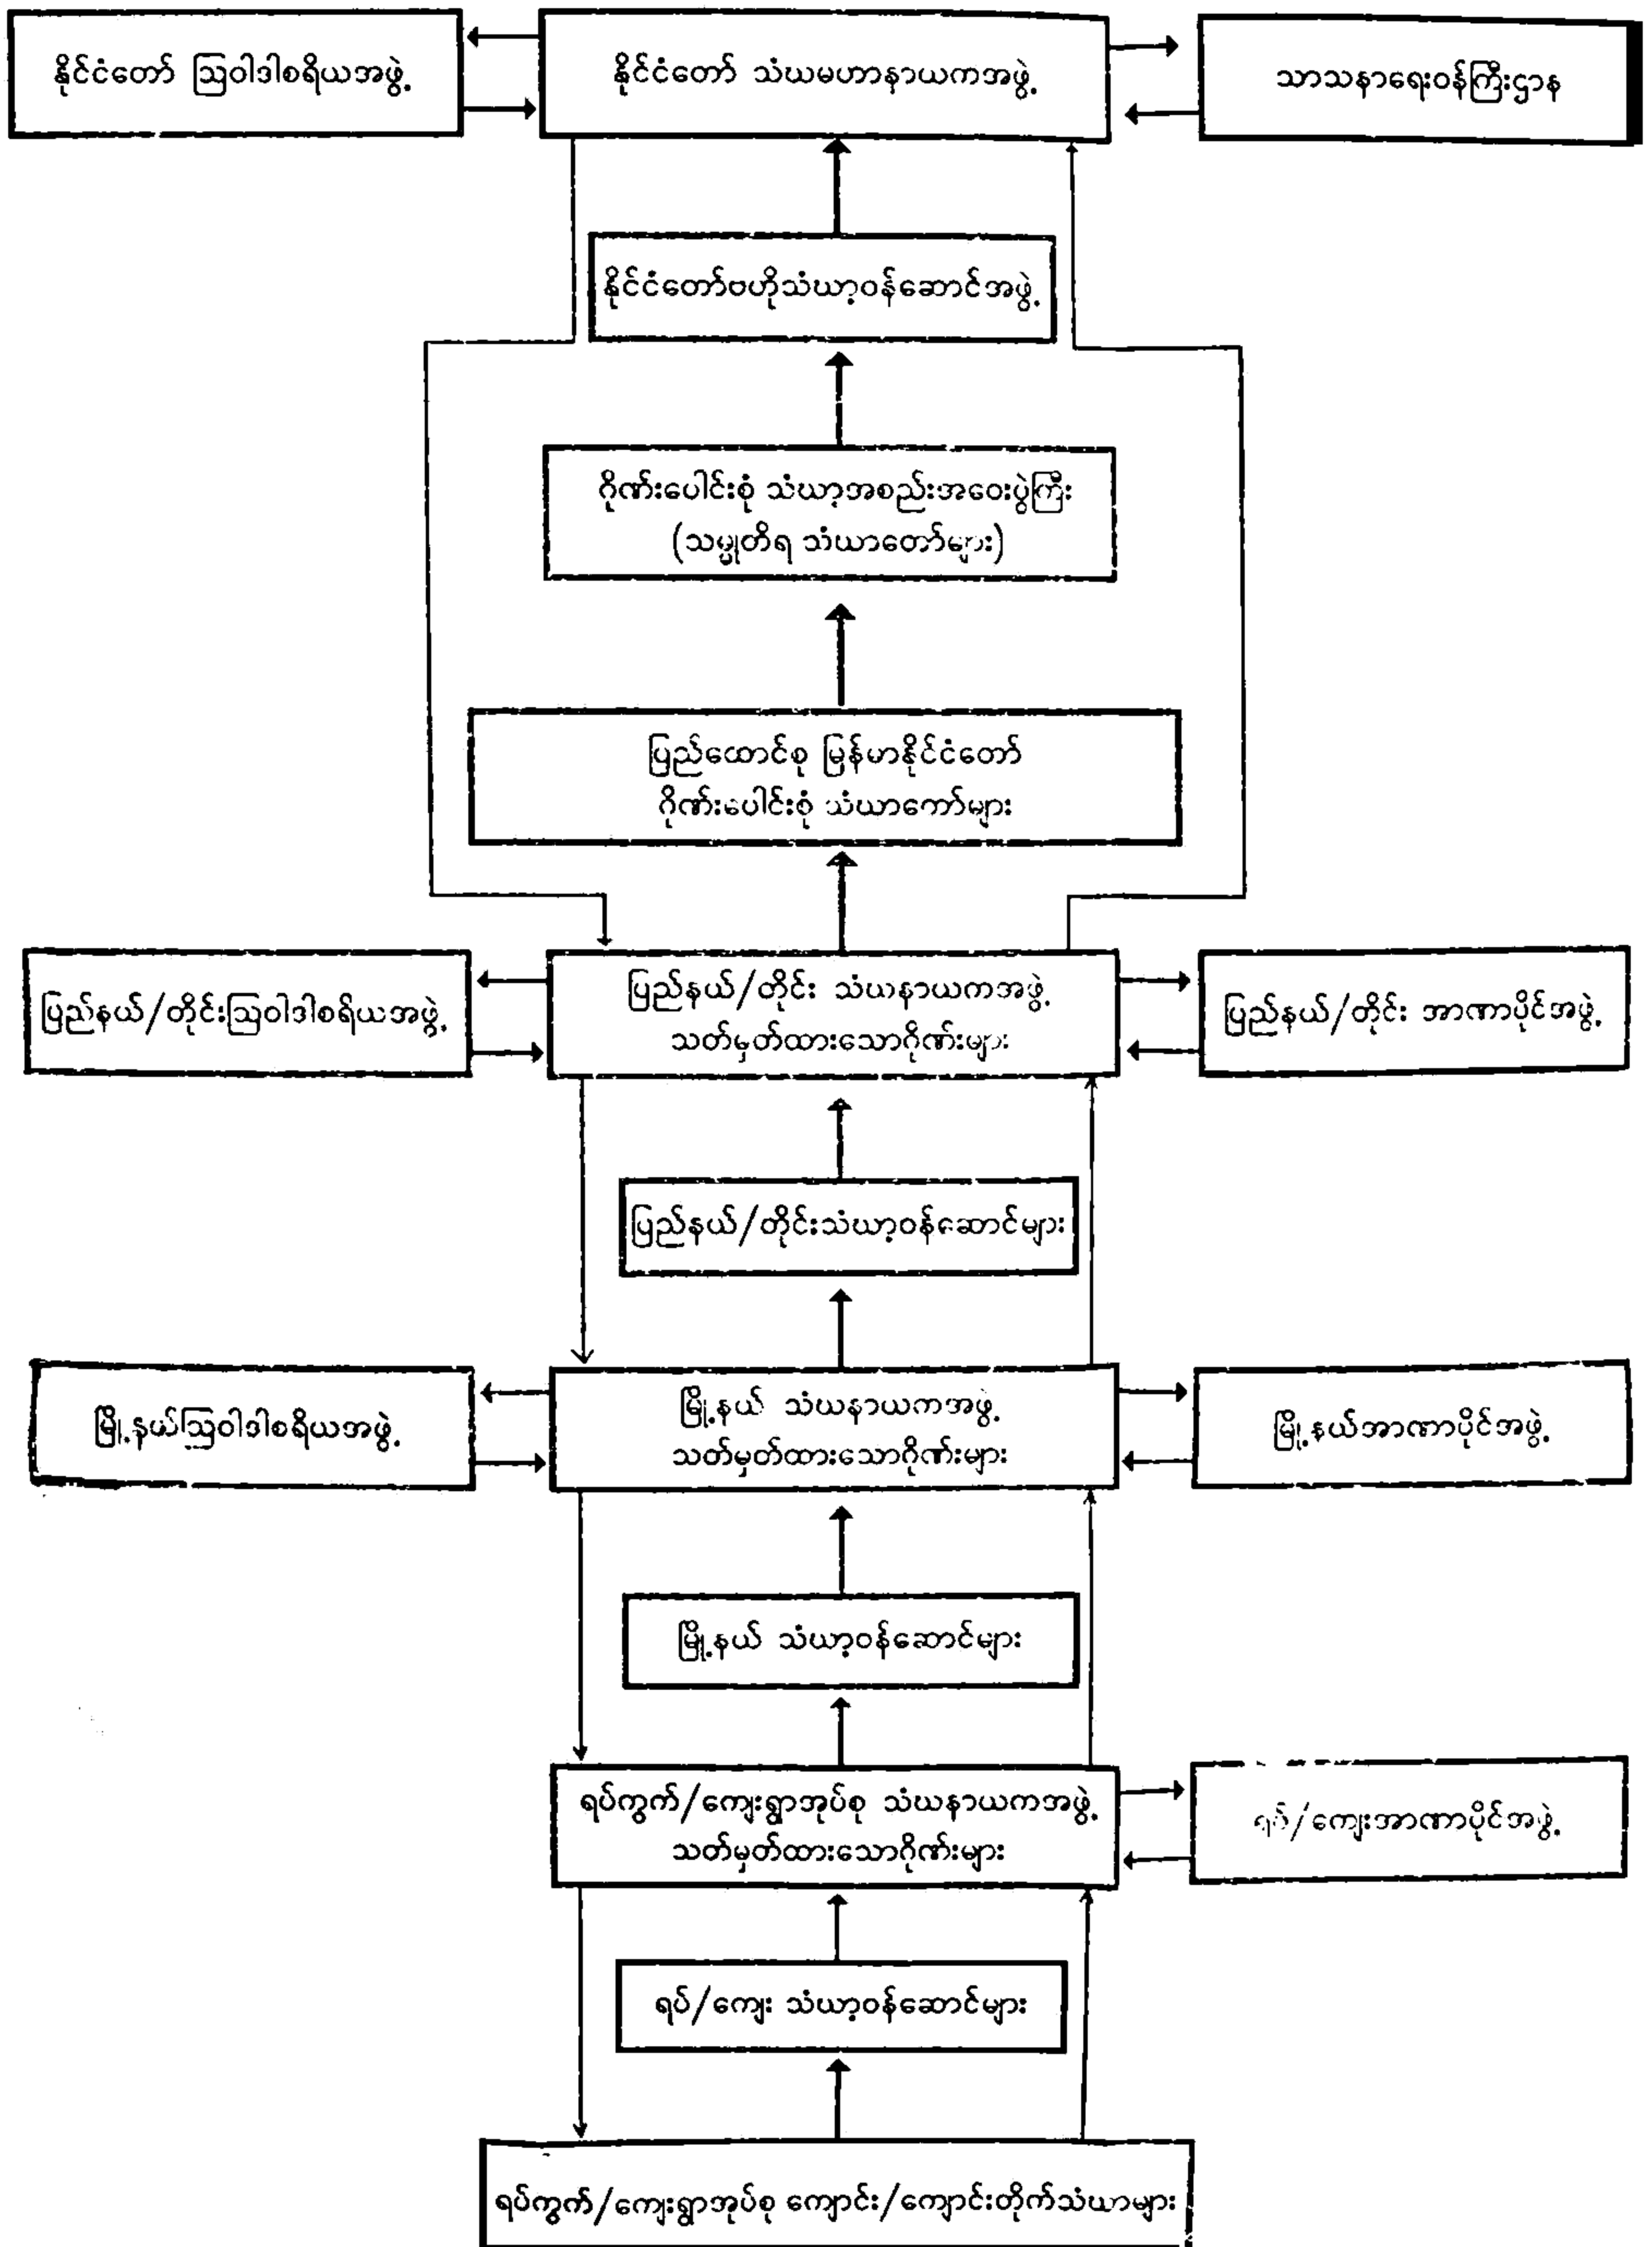 နိုင်ငံတော် ဩဝါဒါစရိယအဖွဲ့
နိုင်ငံတော် သံဃမဟာနာယကအဖွဲ့
သာသနာရေးဝန်ကြီးဌာန
နိုင်ငံတော်ဗဟိုသံဃာ့ဝန်ဆောင်အဖွဲ့
ဂိုဏ်းပေါင်းစုံ သံဃာ့အစည်းအဝေးပွဲကြီး
(သမ္မုတိရ သံဃာတော်များ)
ပြည်ထောင်စု မြန်မာနိုင်ငံတော်
ဂိုဏ်းပေါင်းစုံ သံဃာတော်များ
ပြည်နယ်/တိုင်းဩဝါဒါစရိယအဖွဲ့
ပြည်နယ်/တိုင်း သံဃနာယကအဖွဲ့
သတ်မှတ်ထားသောဂိုဏ်းများ
ပြည်နယ်/တိုင်း အာဏာပိုင်အဖွဲ့
ပြည်နယ်/တိုင်းသံဃာ့ဝန်ဆောင်များ
မြို့နယ်ဩဝါဒါစရိယအဖွဲ့
မြို့နယ် သံဃနာယကအဖွဲ့
သတ်မှတ်ထားသောဂိုဏ်းများ
မြို့နယ်အာဏာပိုင်အဖွဲ့
မြို့နယ် သံဃာ့ဝန်ဆောင်များ
ရပ်ကွက်/ကျေးရွာအုပ်စု သံဃနာယကအဖွဲ့
သတ်မှတ်ထားသောဂိုဏ်းများ
ရပ်/ကျေးအာဏာပိုင်အဖွဲ့
ရပ်/ကျေး သံဃာ့ဝန်ဆောင်များ
ရပ်ကွက်/ကျေးရွာအုပ်စု ကျောင်း/ကျောင်းတိုက်သံဃာများ